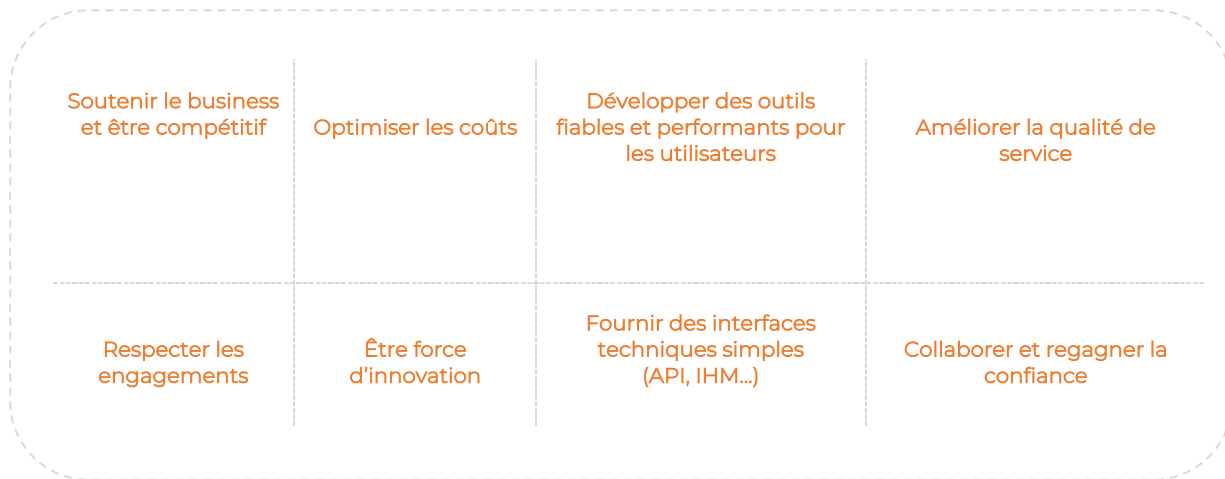 Soutenir le business
et être compétitif
Optimiser les coûts
Développer des outils
fiables et performants pour
les utilisateurs
Améliorer la qualité de
service
Respecter les
engagements
Être force
d'innovation
Fournir des interfaces
techniques simples
(API, IHM...)
Collaborer et regagner la
confiance